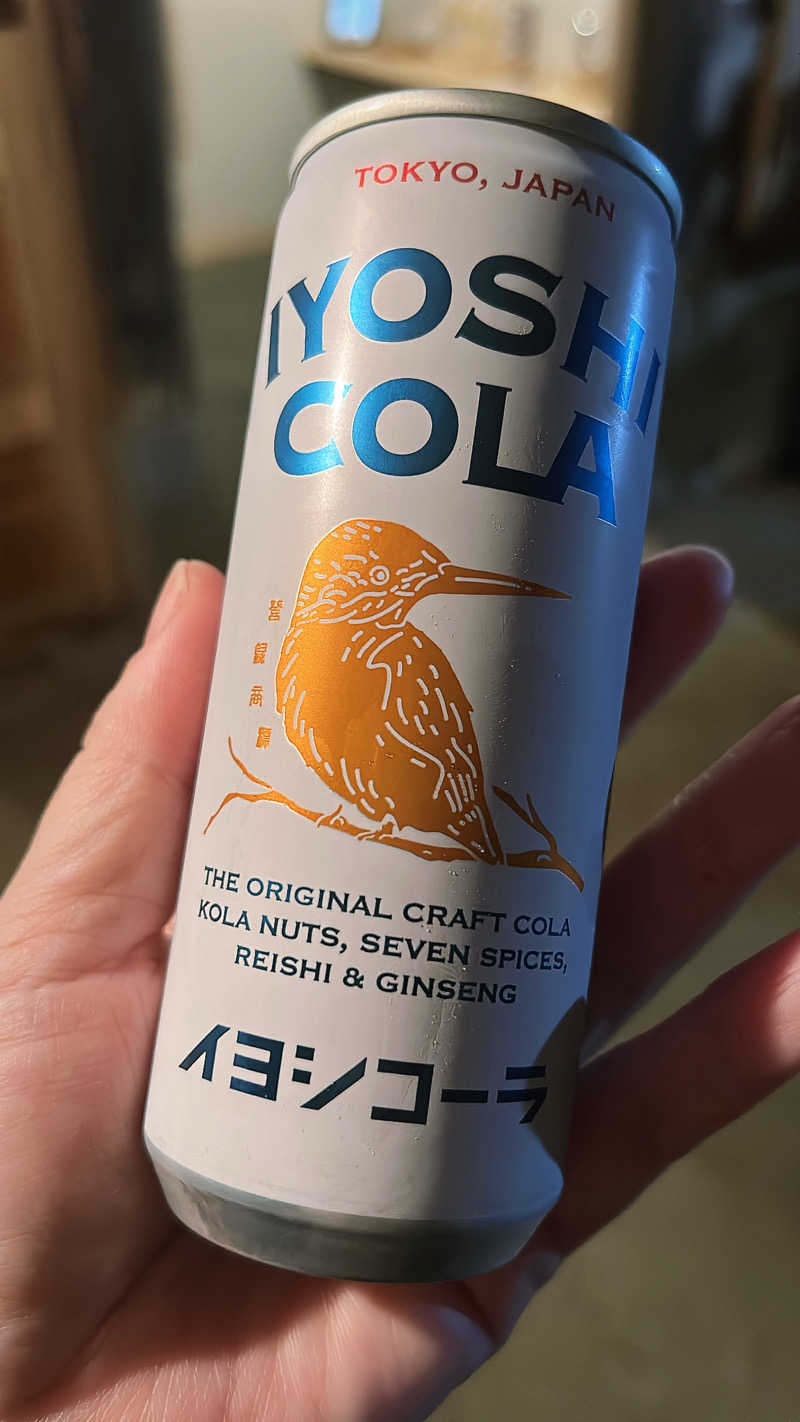 TOKYO, JAPAN
IYOSHI
COLA
THE ORIGINAL CRAFT COLA
KOLA NUTS, SEVEN SPICES,
REISHI & GINSENG
イヨシコーラ